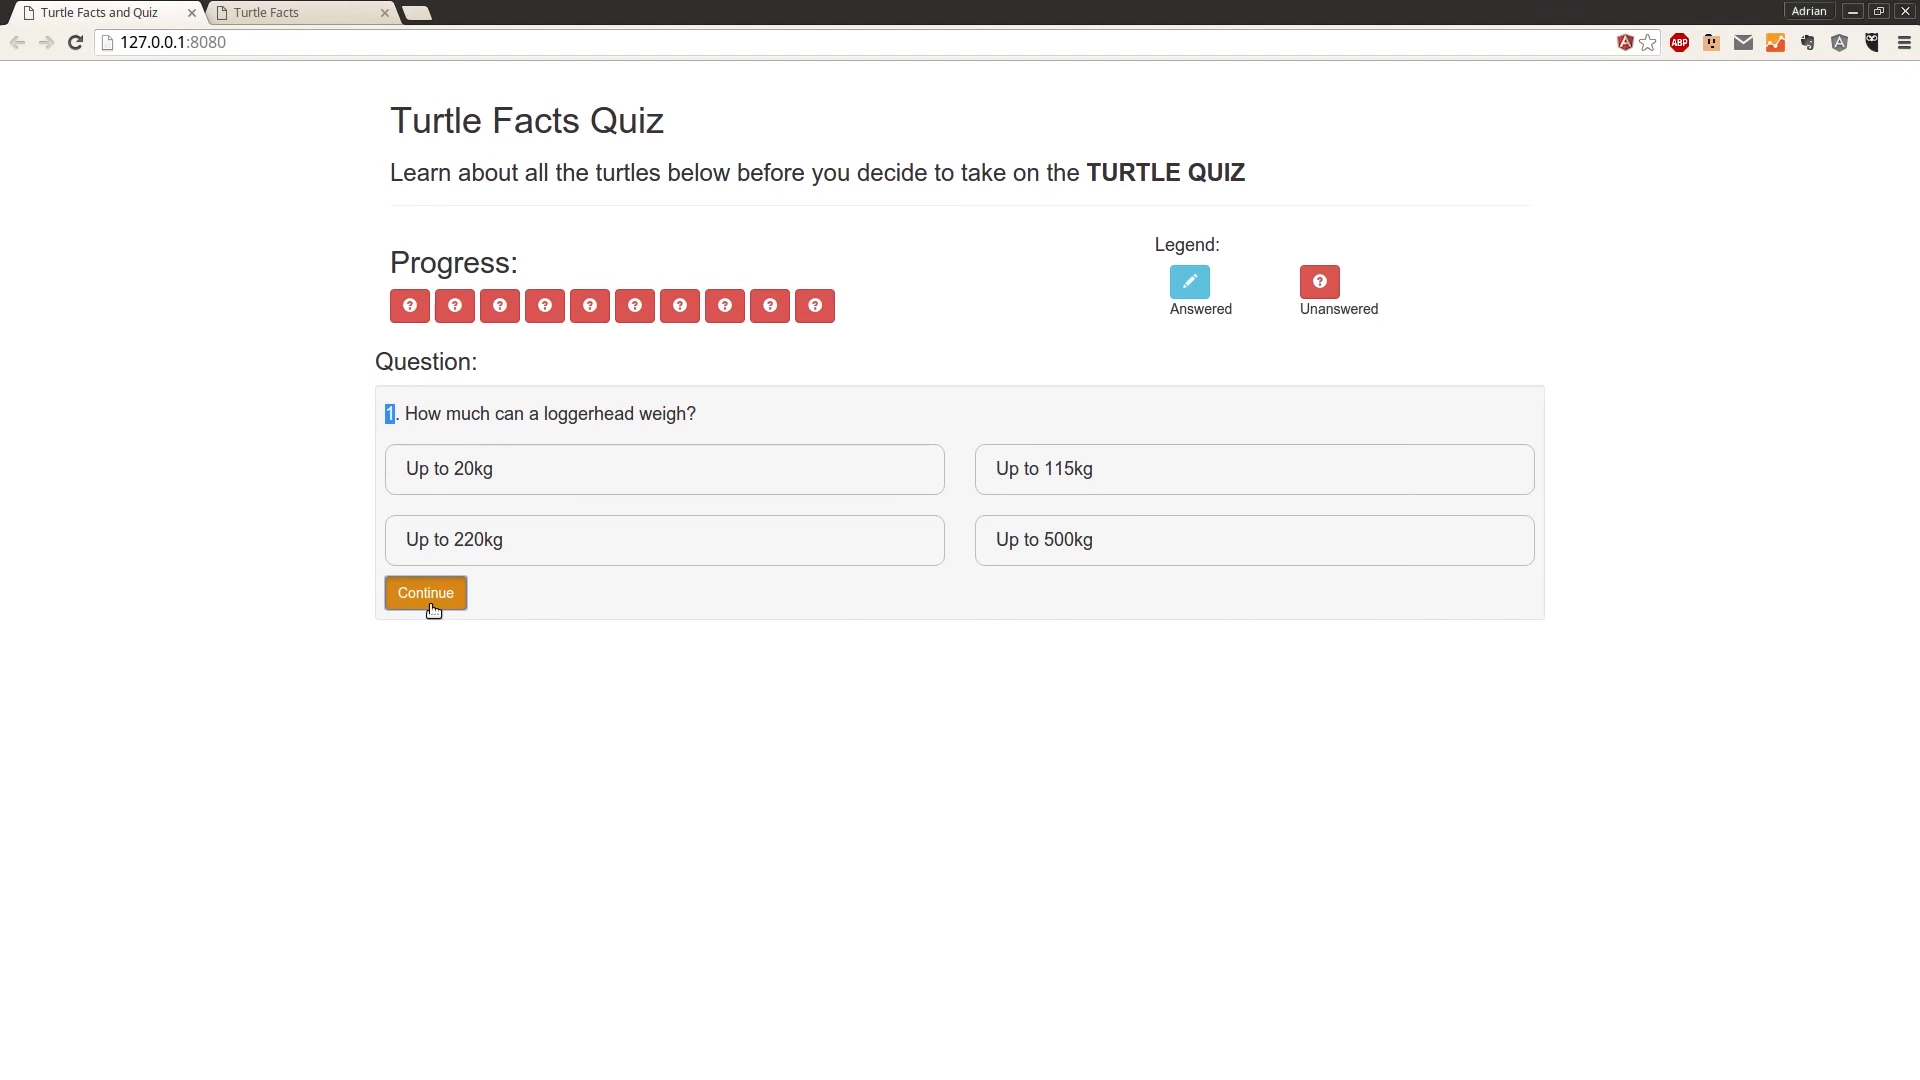 Turtle Facts and Quiz
Turtle Facts
Adrian
127.0.0.1:8080
ABP
Turtle Facts Quiz
Learn about all the turtles below before you decide to take on the TURTLE QUIZ
Progress:
Legend:
Answered
Unanswered
Question:
1. How much can a loggerhead weigh?
Up to 20kg
Up to 115kg
Up to 220kg
Up to 500kg
Continue